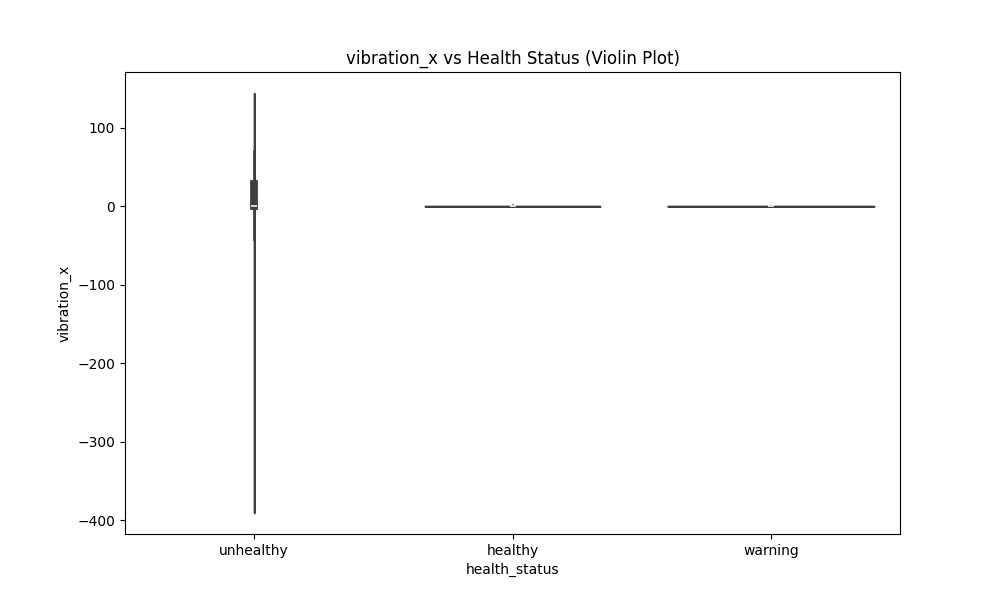 vibration_x vs Health Status (Violin Plot)
vibration_x
100
0
−100
−200
−300
−400
unhealthy healthy warning
health_status